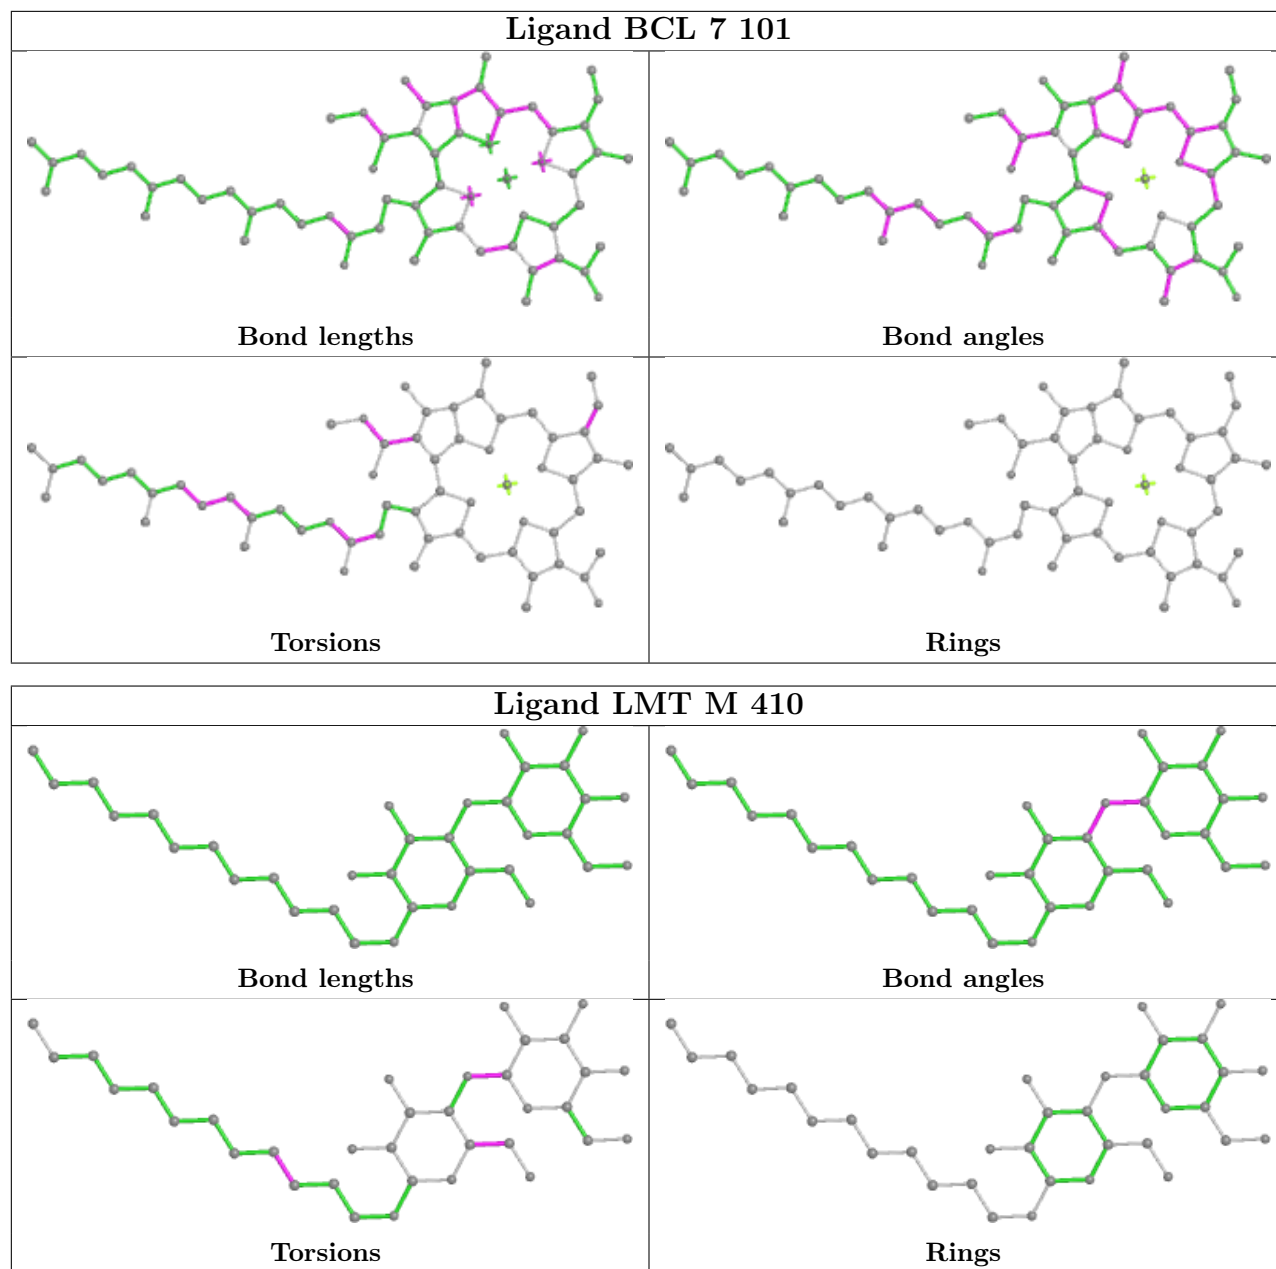 Ligand BCL 7 101
Bond lengths
Bond angles
Torsions
Rings
Ligand LMT M 410
Bond lengths
Bond angles
Torsions
Rings